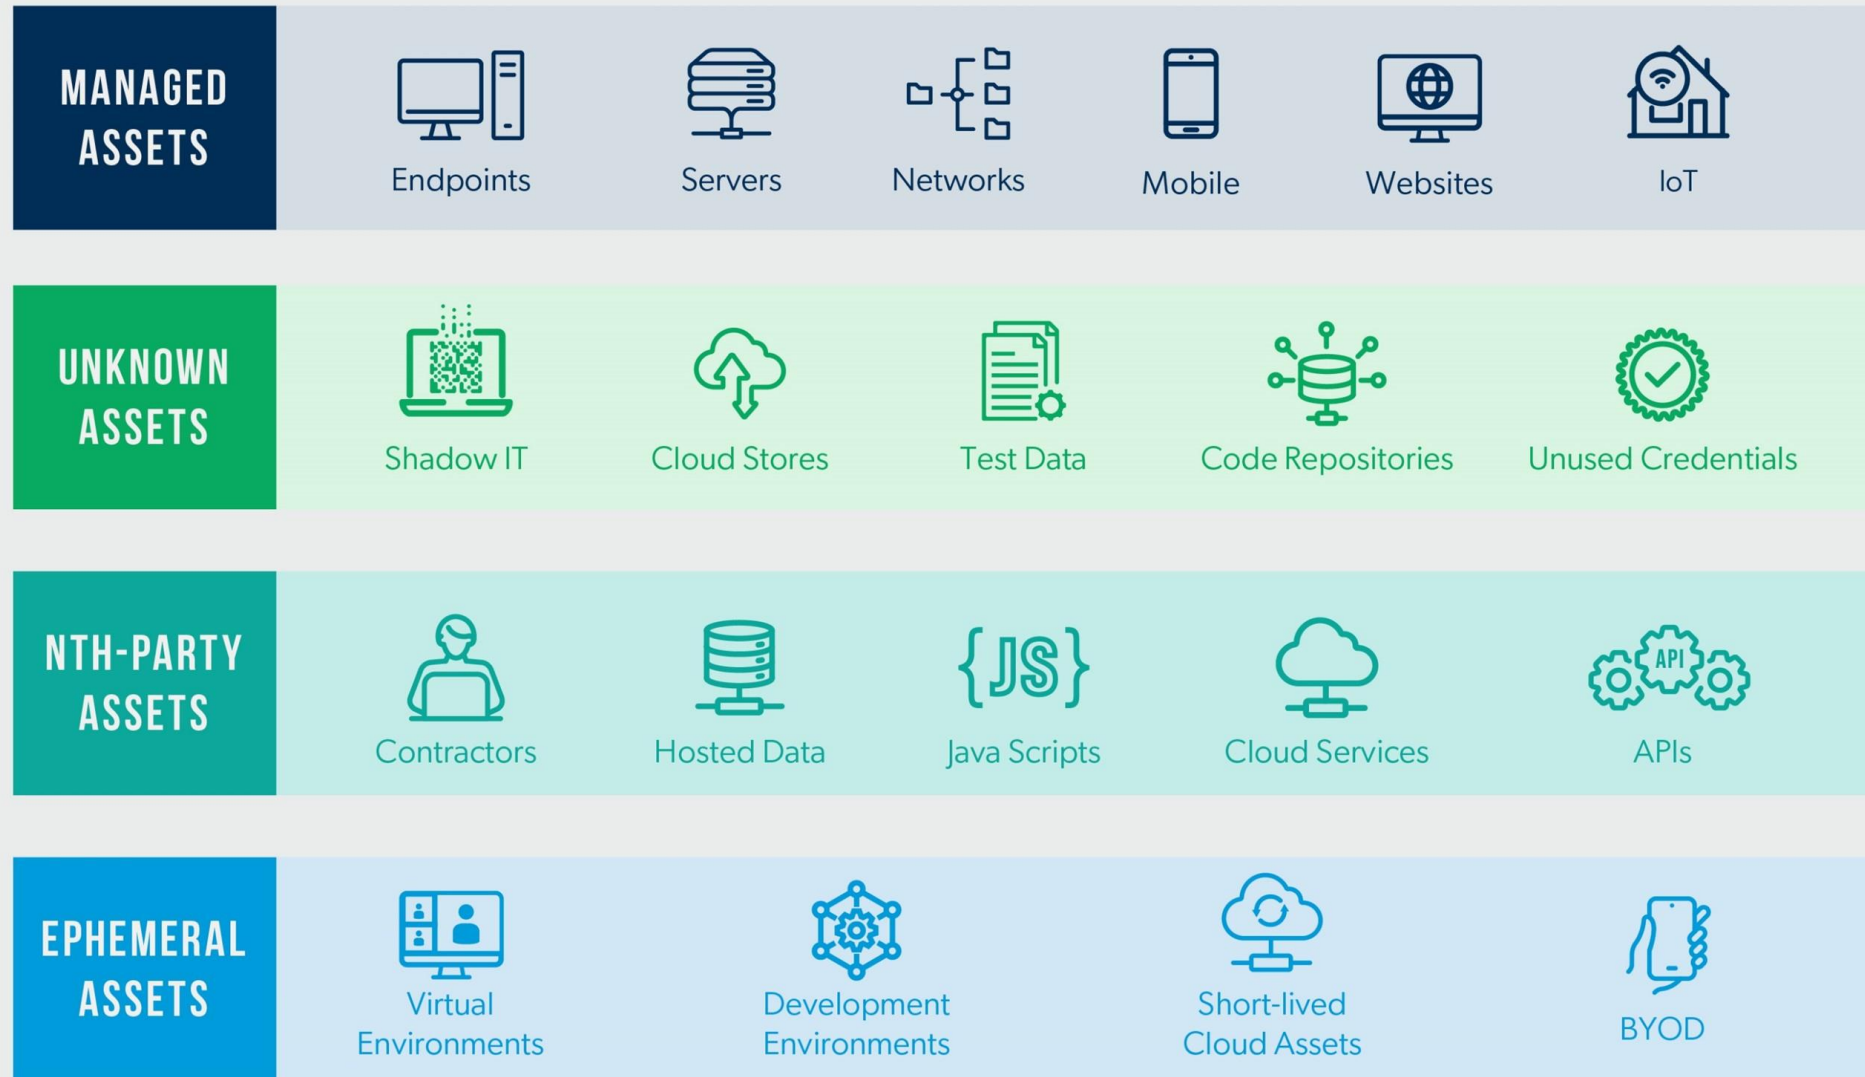 MANAGED
ASSETS
Endpoints
Servers
Networks
Mobile
Websites
IoT
UNKNOWN
ASSETS
Shadow IT
Cloud Stores
Test Data
Code Repositories
Unused Credentials
NTH-PARTY
ASSETS
{JS}
API
Contractors
Hosted Data
Java Scripts
Cloud Services
APIs
EPHEMERAL
ASSETS
Virtual
Environments
Development
Environments
Short-lived
Cloud Assets
BYOD